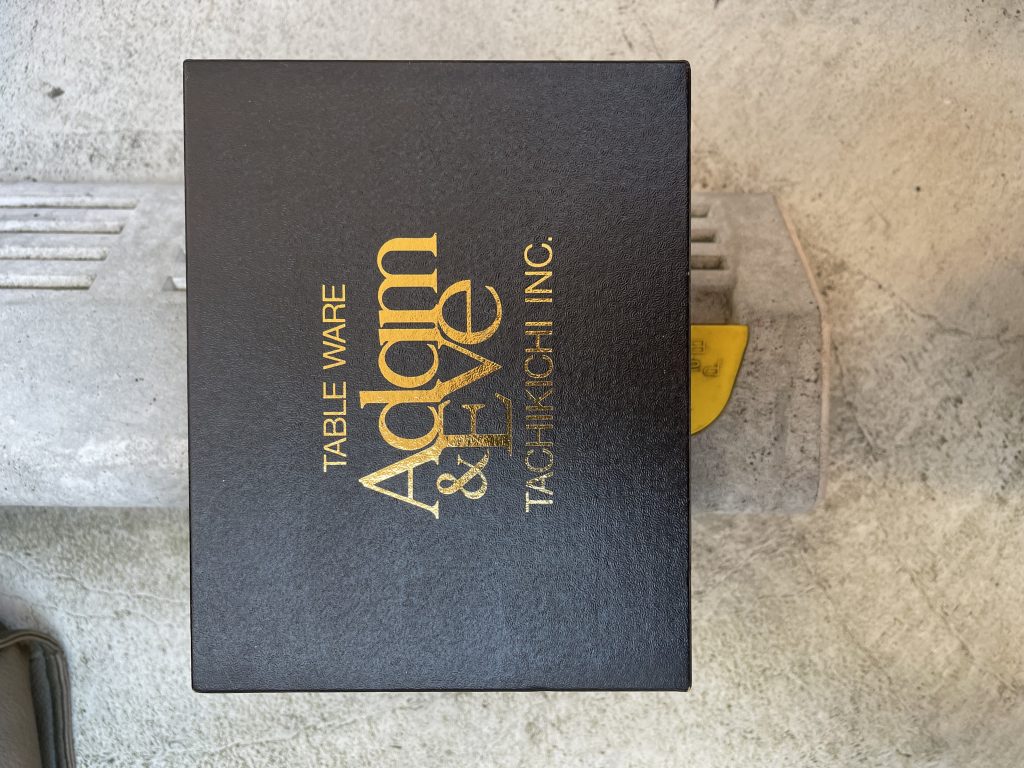 TABLE WARE
Adam
& Eve
TACHIKICHI INC.